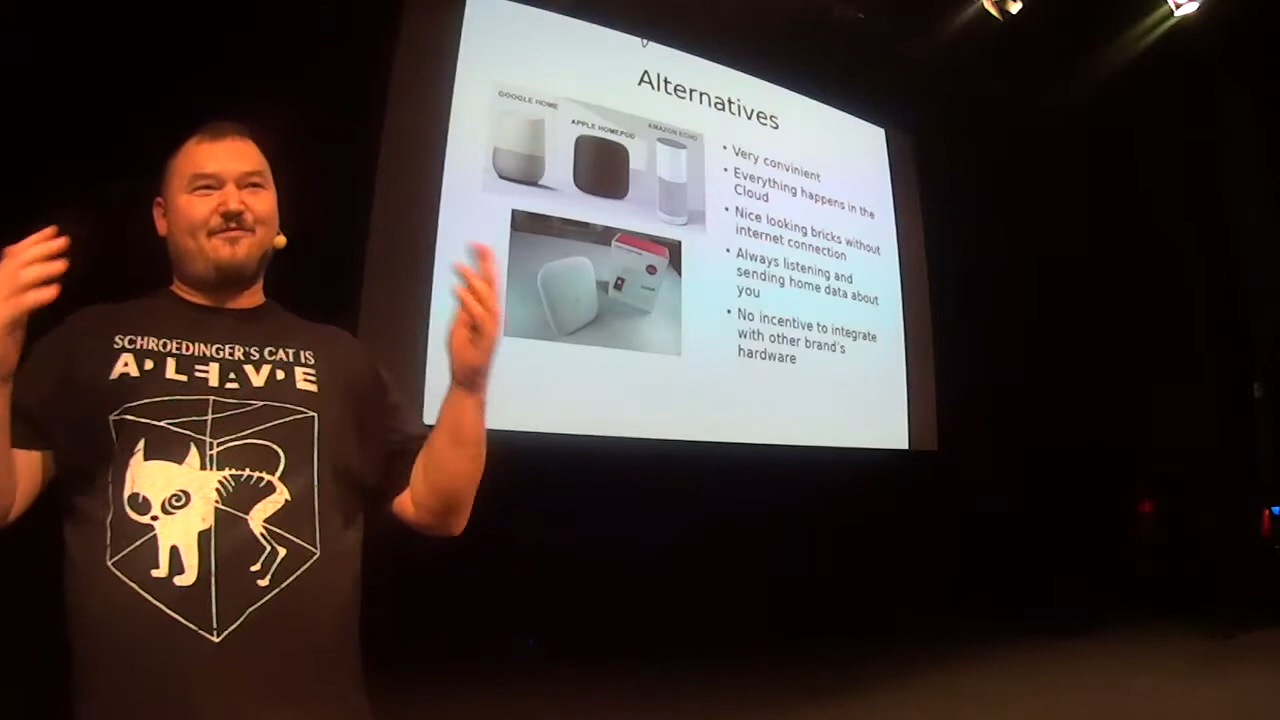 Alternatives
GOOGLE HOME
APPLE HOMEPOD
AMAZON ECHO
• Very convinient
• Everything happens in the
Cloud
• Nice looking bricks without
internet connection
• Always listening and
sending home data about
you
• No incentive to integrate
with other brand's
hardware
SCHROEDINGER'S CAT IS